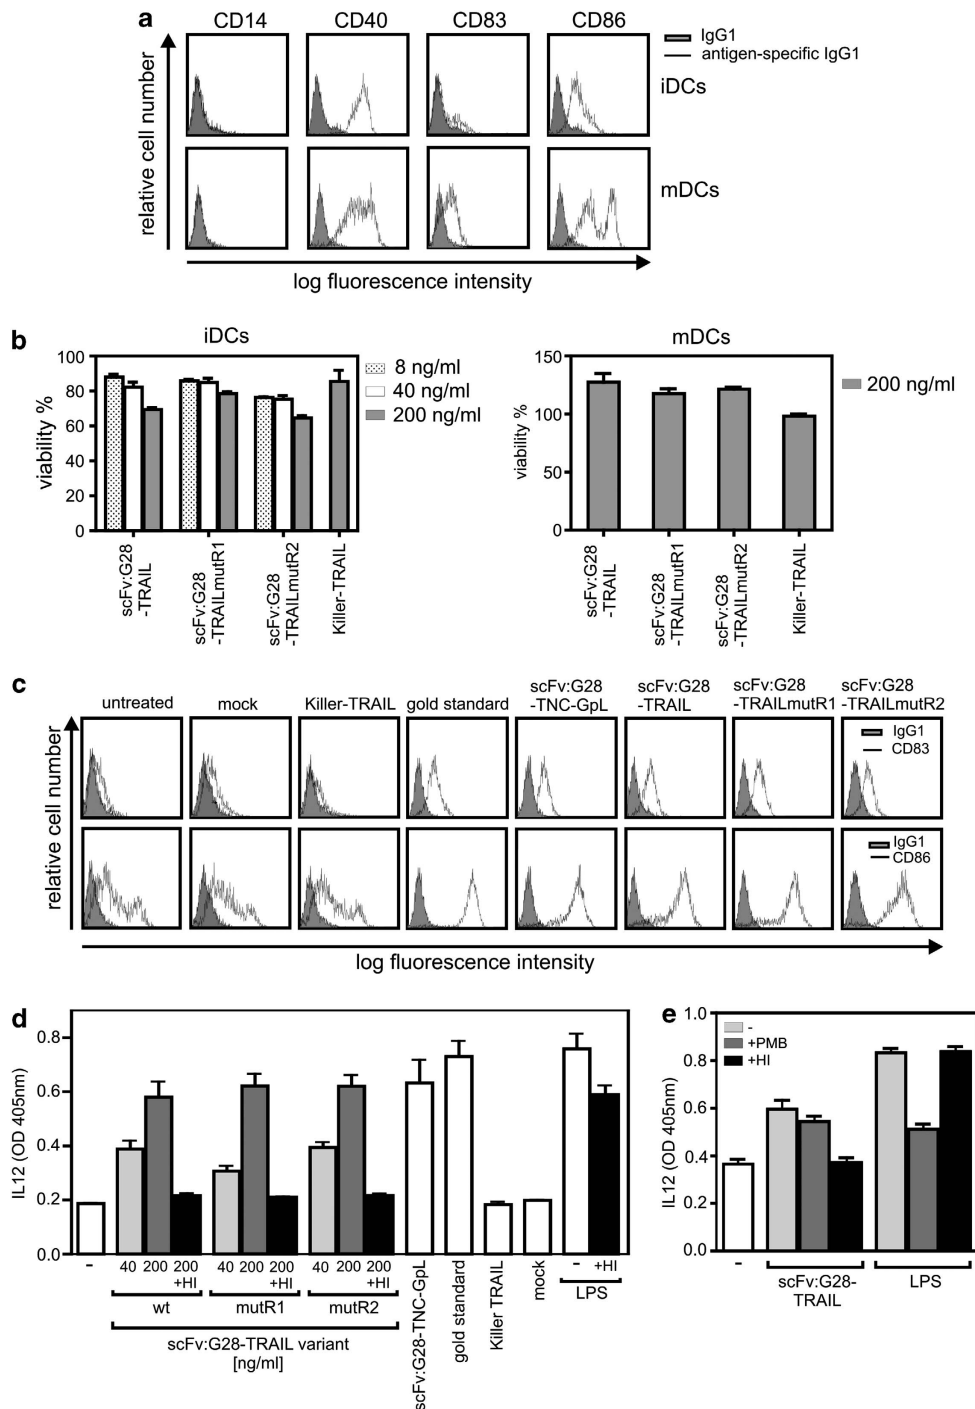 a
CD14 CD40 CD83 CD86
IgG1
antigen-specific IgG1
iDCs
mDCs
relative cell number
log fluorescence intensity
b
iDCs
100
80
60
40
20
0
viability %
8 ng/ml
40 ng/ml
200 ng/ml
scFv:G28
-TRAIL
scFv:G28
-TRAILmutR1
scFv:G28
-TRAILmutR2
Killer-TRAIL
mDCs
150
100
50
0
viability %
200 ng/ml
scFv:G28
-TRAIL
scFv:G28
-TRAILmutR1
scFv:G28
-TRAILmutR2
Killer-TRAIL
c
untreated mock Killer-TRAIL gold standard
scFv:G28
-TNC-GpL
scFv:G28
-TRAIL
scFv:G28
-TRAILmutR1
scFv:G28
-TRAILmutR2
IgG1
CD83
IgG1
CD86
relative cell number
log fluorescence intensity
d
0.8
0.6
0.4
0.2
0.0
IL12 (OD 405nm)
- 40 200 200 40 200 200 40 200 200
+HI +HI +HI
wt mutR1 mutR2
scFv:G28-TRAIL variant
[ng/ml]
scFv:G28-TNC-GpL
gold standard
Killer TRAIL
mock
- +HI
LPS
e
1.0
0.8
0.6
0.4
0.2
0.0
IL12 (OD 405nm)
-
+PMB
+HI
-
scFv:G28-
TRAIL
LPS